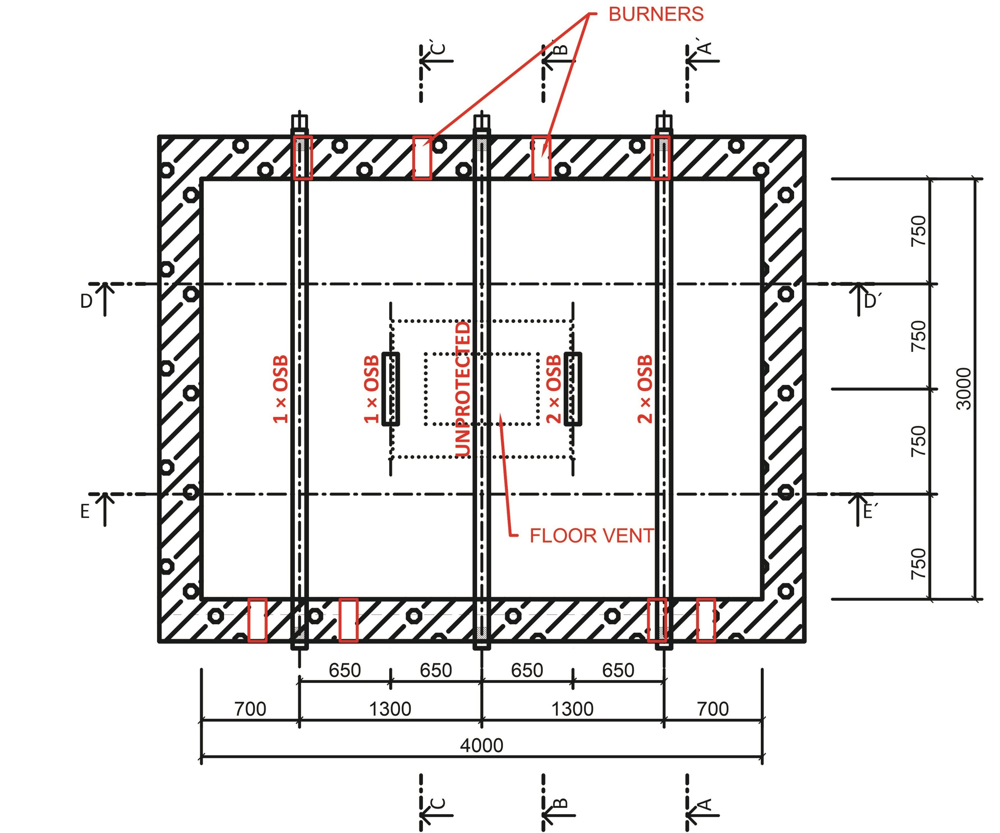 BURNERS
C´
B´
A´
750
D
D´
750
3000
1 × OSB
1 × OSB
UNPROTECTED
2 × OSB
2 × OSB
750
E
E´
FLOOR VENT
750
650
650
650
650
700
1300
1300
700
4000
C
B
A